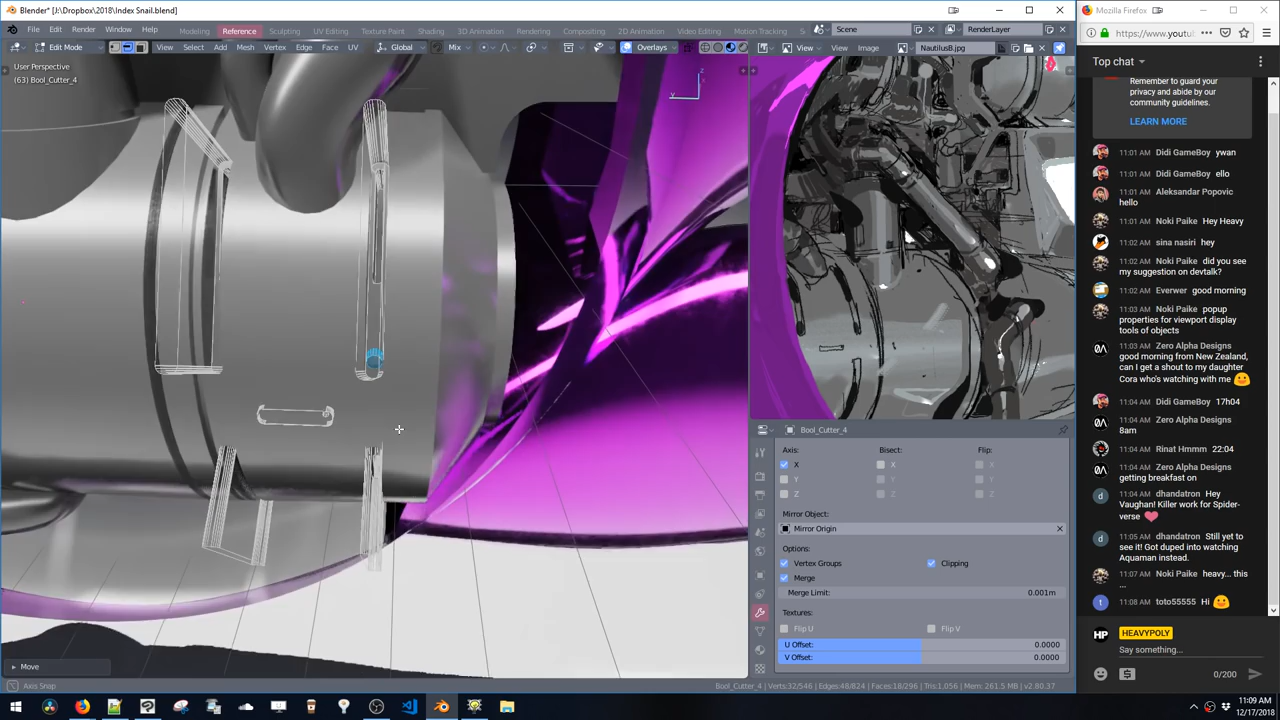 Blender* [J:\Dropbox\2018\Index Snail.blend]
File Edit Render Window Help Modeling Reference Sculpting UV Editing Texture Paint Shading Animation Rendering Compositing 2D Animation Video Editing Motion Tracking Scene RenderLayer
Edit Mode View Select Add Mesh Vertex Edge Face UV Global Mix Overlays
View View Image NautilusB.jpg
User Perspective
(63) Bool_Cutter_4
z
y
Move
Bool_Cutter_4
Axis: Bisect: Flip:
X X X
Y Y Y
Z Z Z
Mirror Object:
Mirror Origin
Options:
Vertex Groups Clipping
Merge
Merge Limit: 0.001m
Textures:
Flip U Flip V
U Offset: 0.0000
V Offset: 0.0000
Axis Snap
Bool_Cutter_4 | Verts:32/546 | Edges:48/824 | Faces:18/296 | Tris:1,056 | Mem: 261.5 MB | v2.80.37
Mozilla Firefox
https://www.youtu
Top chat
Remember to guard your
privacy and abide by our
community guidelines.
LEARN MORE
11:01 AM Didi GameBoy ywan
11:01 AM Didi GameBoy ello
11:01 AM Aleksandar Popovic
hello
11:01 AM Noki Paike Hey Heavy
11:02 AM sina nasiri hey
11:02 AM Noki Paike did you see
my suggestion on devtalk?
11:02 AM Everwer good morning
11:03 AM Noki Paike popup
properties for viewport display
tools of objects
11:03 AM Zero Alpha Designs
good morning from New Zealand,
can I get a shout to my daughter
Cora who's watching with me
11:04 AM Didi GameBoy 17h04
11:04 AM Zero Alpha Designs
8am
11:04 AM Rinat Hmmm 22:04
11:04 AM Zero Alpha Designs
getting breakfast on
11:04 AM dhandatron Hey
Vaughan! Killer work for Spider-
verse
11:05 AM dhandatron Still yet to
see it! Got duped into watching
Aquaman instead.
11:07 AM Noki Paike heavy... this
...
11:08 AM toto55555 Hi
HEAVYPOLY
Say something...
0/200
11:09 AM
12/17/2018